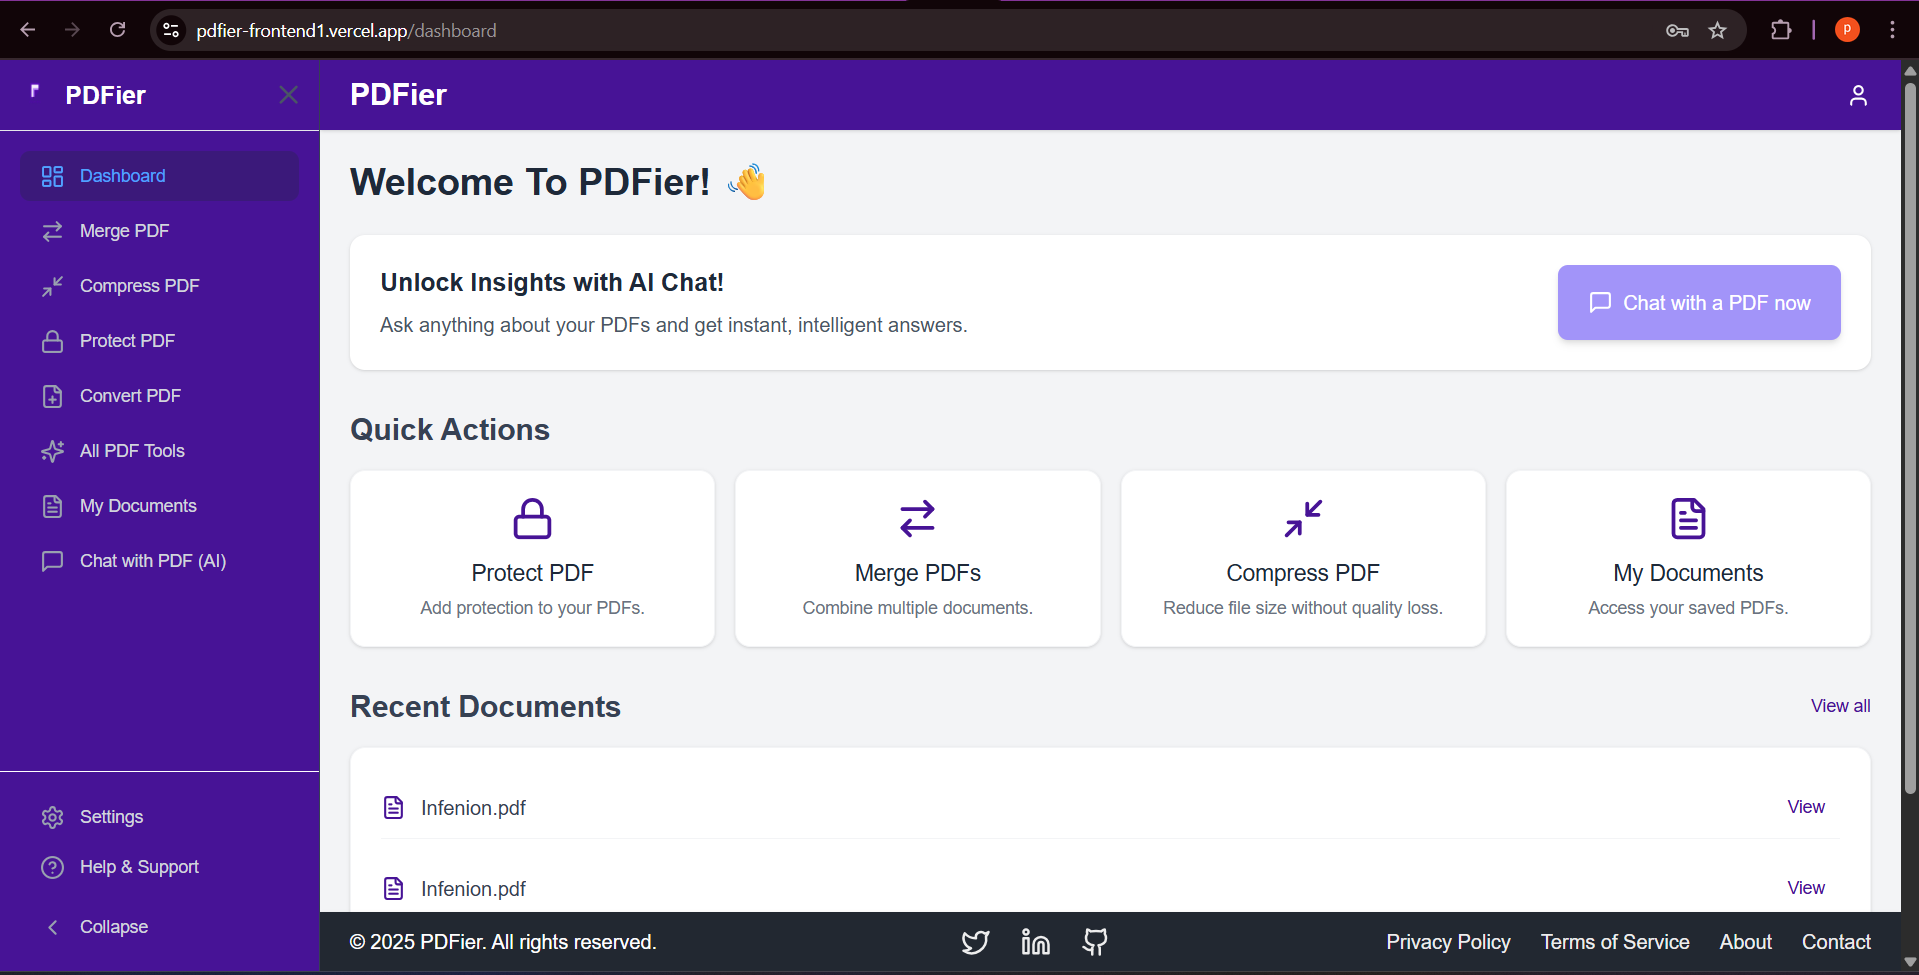 pdfier-frontend1.vercel.app/dashboard
P
PDFier
Dashboard
Merge PDF
Compress PDF
Protect PDF
Convert PDF
All PDF Tools
My Documents
Chat with PDF (AI)
Settings
Help & Support
Collapse
PDFier
Welcome To PDFier! 👋
Unlock Insights with AI Chat!
Ask anything about your PDFs and get instant, intelligent answers.
Chat with a PDF now
Quick Actions
Protect PDF
Add protection to your PDFs.
Merge PDFs
Combine multiple documents.
Compress PDF
Reduce file size without quality loss.
My Documents
Access your saved PDFs.
Recent Documents
View all
Infenion.pdf
View
Infenion.pdf
View
© 2025 PDFier. All rights reserved.
Privacy Policy
Terms of Service
About
Contact